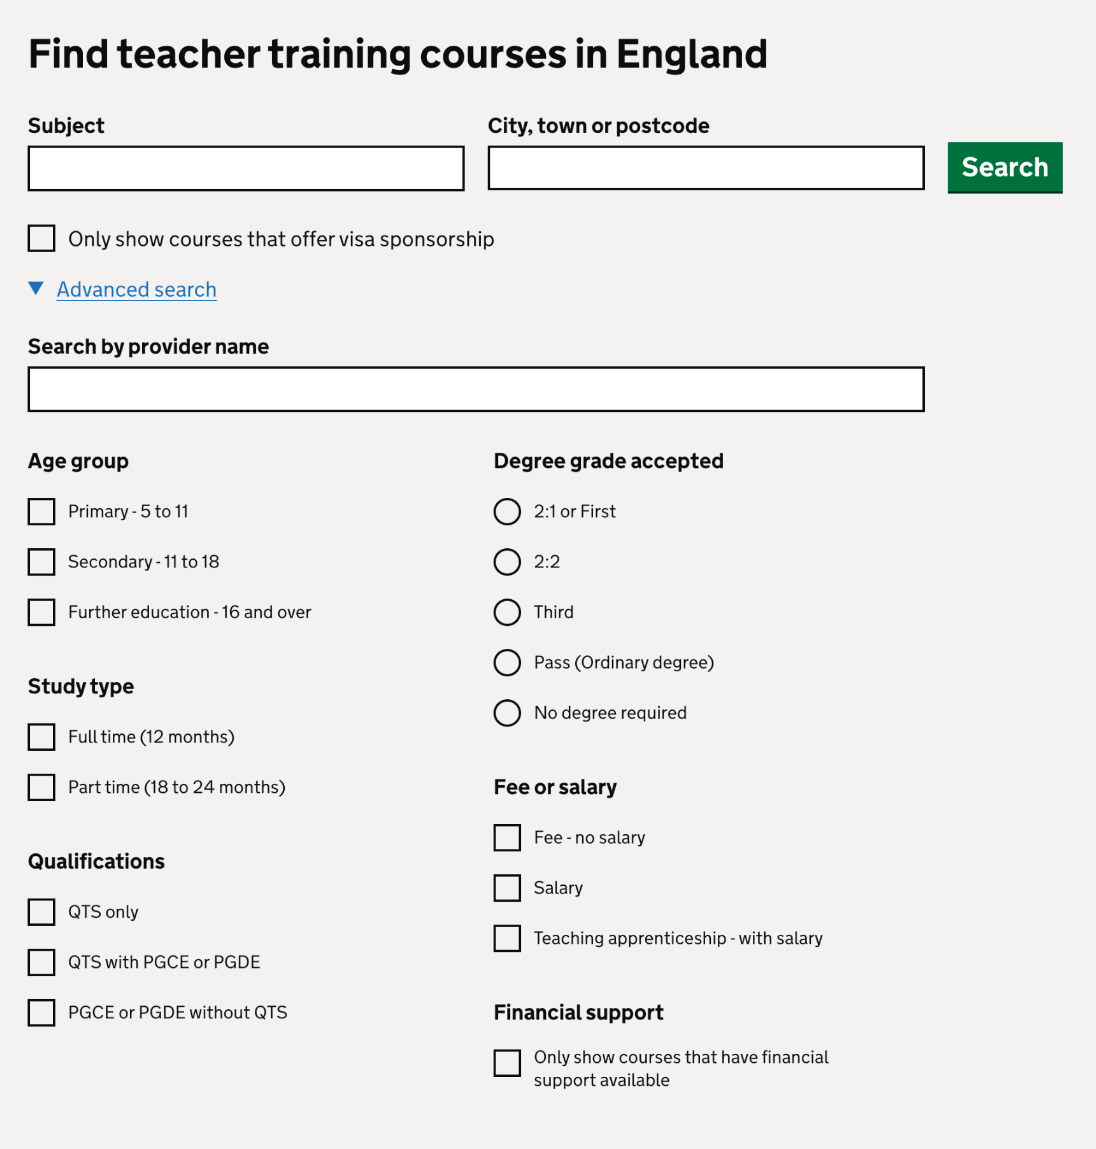 Find teacher training courses in England
Subject
City, town or postcode
Search
Only show courses that offer visa sponsorship
Advanced search
Search by provider name
Age group
Primary - 5 to 11
Secondary - 11 to 18
Further education - 16 and over
Study type
Full time (12 months)
Part time (18 to 24 months)
Qualifications
QTS only
QTS with PGCE or PGDE
PGCE or PGDE without QTS
Degree grade accepted
2:1 or First
2:2
Third
Pass (Ordinary degree)
No degree required
Fee or salary
Fee - no salary
Salary
Teaching apprenticeship - with salary
Financial support
Only show courses that have financial
support available